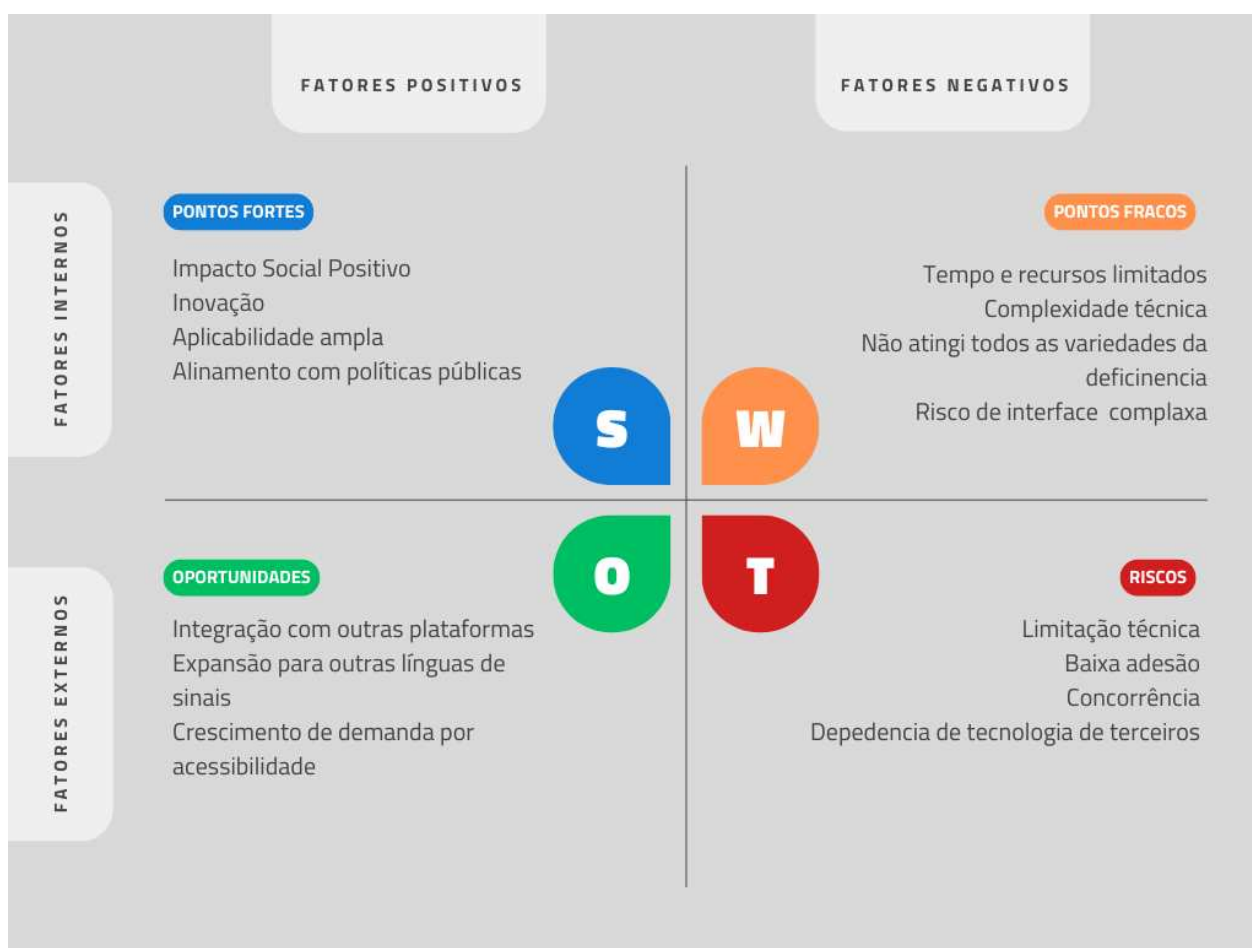 FATORES POSITIVOS
FATORES NEGATIVOS
FATORES INTERNOS
PONTOS FORTES
Impacto Social Positivo
Inovação
Aplicabilidade ampla
Alinamento com políticas públicas
PONTOS FRACOS
Tempo e recursos limitados
Complexidade técnica
Não atingi todos as variedades da
deficinencia
Risco de interface complaxa
S
W
FATORES EXTERNOS
OPORTUNIDADES
Integração com outras plataformas
Expansão para outras línguas de
sinais
Crescimento de demanda por
acessibilidade
O
T
RISCOS
Limitação técnica
Baixa adesão
Concorrência
Depedencia de tecnologia de terceiros